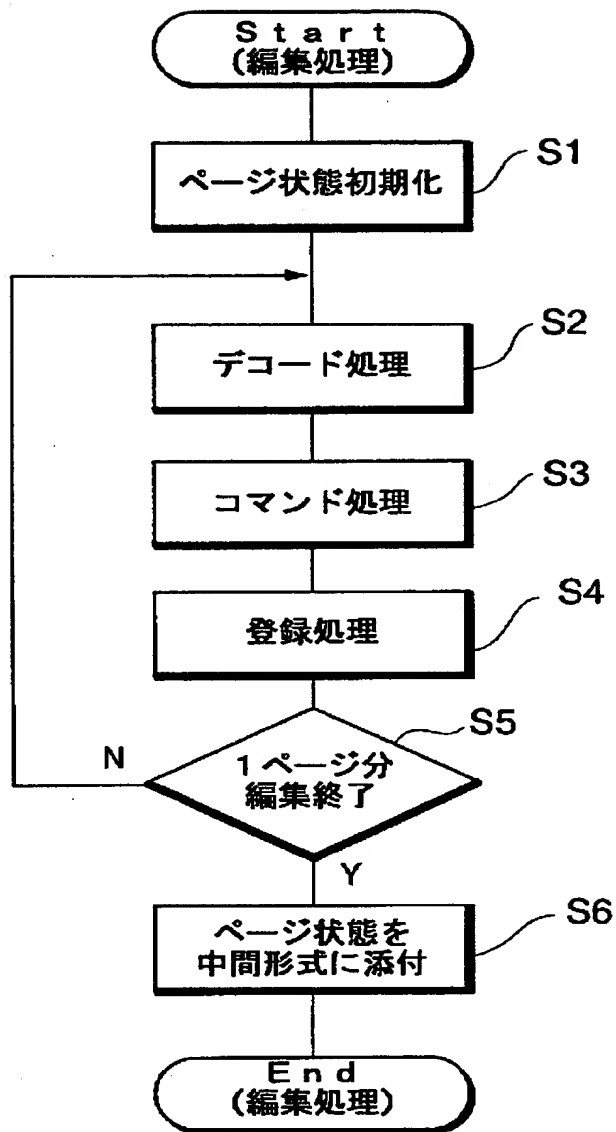 Start
(編集処理)
S1
ページ状態初期化
S2
デコード処理
S3
コマンド処理
S4
登録処理
S5
N
1ページ分
編集終了
Y
S6
ページ状態を
中間形式に添付
End
(編集処理)